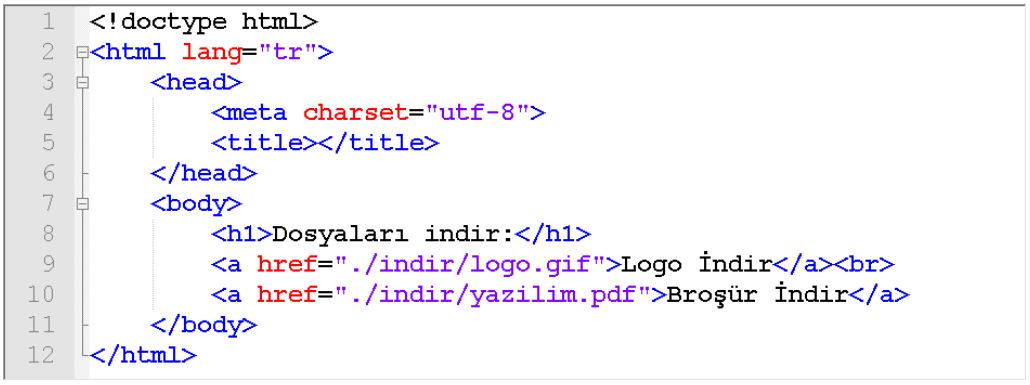 1 <!doctype html>
2 <html lang="tr">
3 <head>
4 <meta charset="utf-8">
5 <title></title>
6 </head>
7 <body>
8 <h1>Dosyaları indir:</h1>
9 <a href="./indir/logo.gif">Logo İndir</a><br>
10 <a href="./indir/yazilim.pdf">Broşür İndir</a>
11 </body>
12 </html>